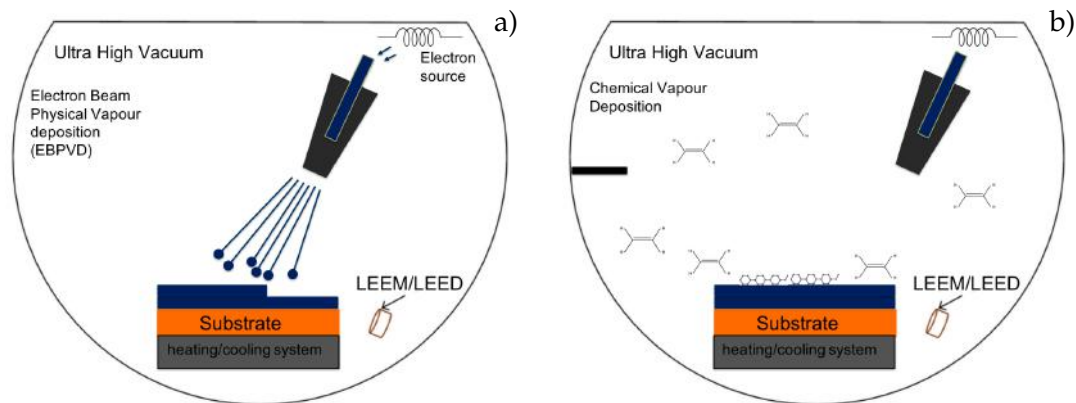 a)
Ultra High Vacuum
Electron
source
Electron Beam
Physical Vapour
deposition
(EBPVD)
LEEM/LEED
Substrate
heating/cooling system
b)
Ultra High Vacuum
Chemical Vapour
Deposition
LEEM/LEED
Substrate
heating/cooling system